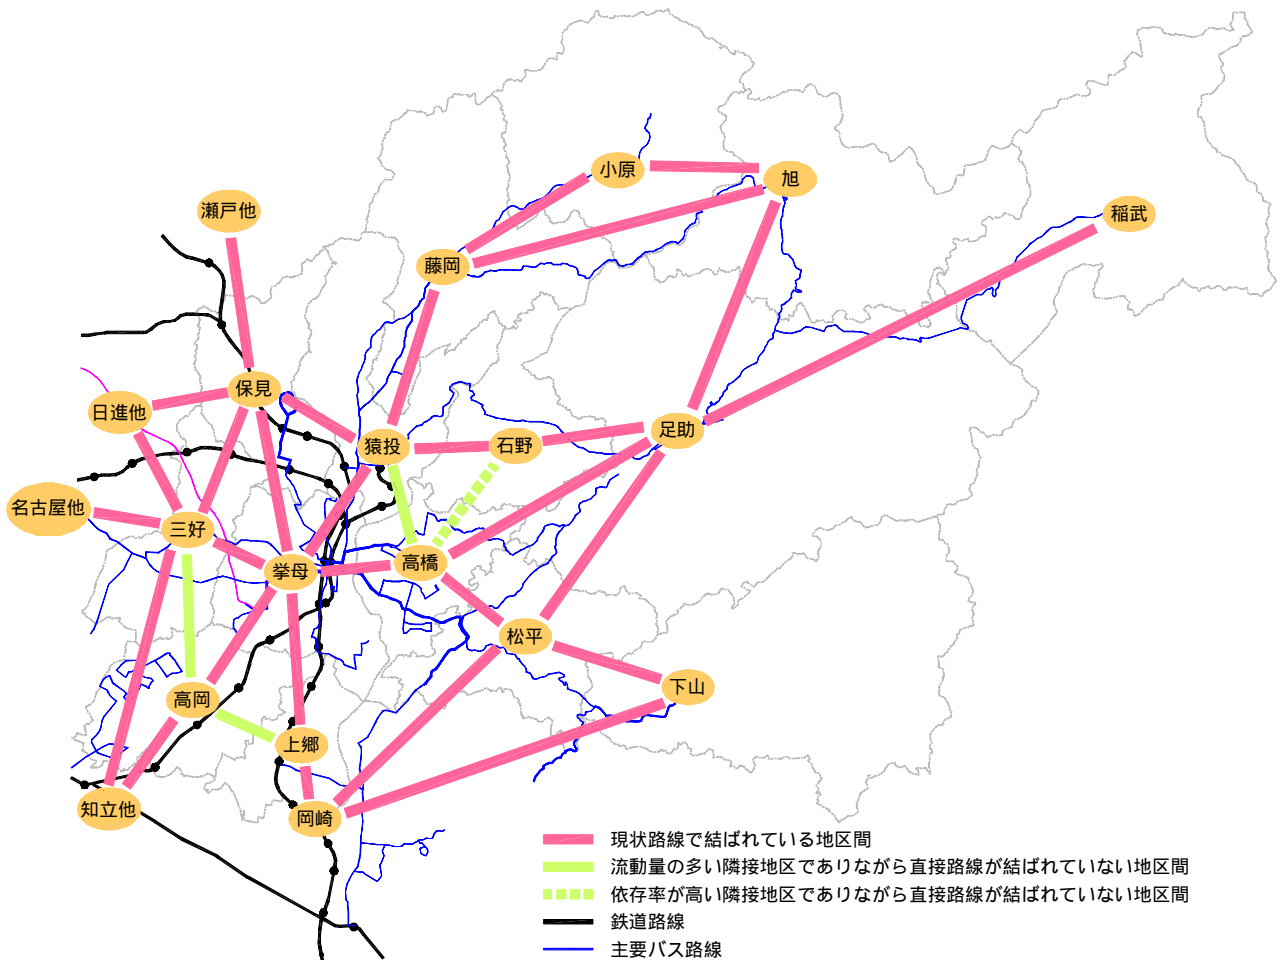 小原
旭
瀬戸他
稲武
藤岡
保見
日進他
猿投
石野
足助
名古屋他
三好
挙母
高橋
松平
下山
高岡
上郷
知立他
岡崎
現状路線で結ばれている地区間
流動量の多い隣接地区でありながら直接路線が結ばれていない地区間
依存率が高い隣接地区でありながら直接路線が結ばれていない地区間
鉄道路線
主要バス路線